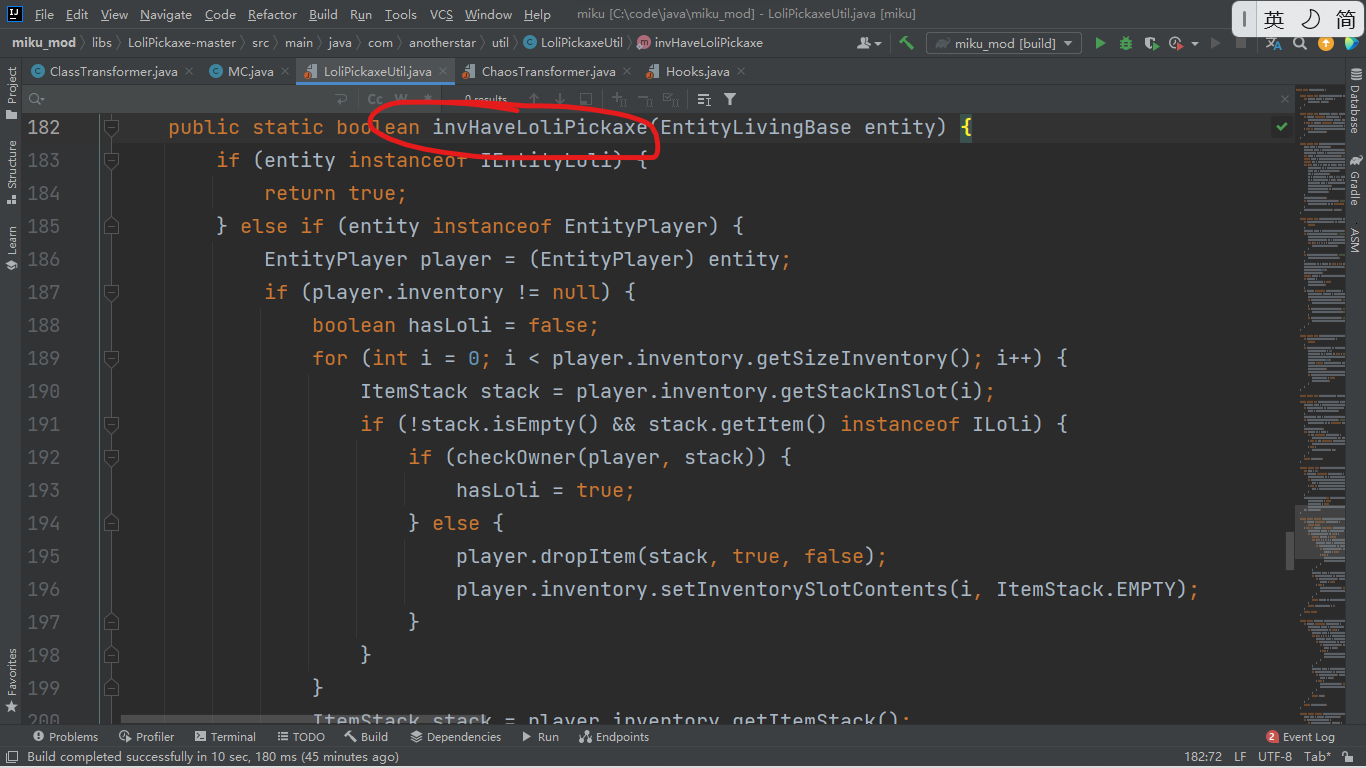 File Edit View Navigate Code Refactor Build Run Tools VCS Window Help miku [C:\code\java\miku_mod] - LoliPickaxeUtil.java [miku]
英 简
miku_mod libs LoliPickaxe-master src main java com anotherstar util LoliPickaxeUtil invHaveLoliPickaxe miku_mod [build]
ClassTransformer.java MC.java LoliPickaxeUtil.java ChaosTransformer.java Hooks.java
Cc W * 0 results
182 public static boolean invHaveLoliPickaxe(EntityLivingBase entity) {
183 if (entity instanceof IEntityLoli) {
184 return true;
185 } else if (entity instanceof EntityPlayer) {
186 EntityPlayer player = (EntityPlayer) entity;
187 if (player.inventory != null) {
188 boolean hasLoli = false;
189 for (int i = 0; i < player.inventory.getSizeInventory(); i++) {
190 ItemStack stack = player.inventory.getStackInSlot(i);
191 if (!stack.isEmpty() && stack.getItem() instanceof ILoli) {
192 if (checkOwner(player, stack)) {
193 hasLoli = true;
194 } else {
195 player.dropItem(stack, true, false);
196 player.inventory.setInventorySlotContents(i, ItemStack.EMPTY);
197 }
198 }
199 }
200 ItemStack stack = player.inventory.getItemStack();
Project
Structure
Learn
Favorites
Database
Gradle
ASM
Problems Profiler Terminal TODO Build Dependencies Run Endpoints 2 Event Log
Build completed successfully in 10 sec, 180 ms (45 minutes ago) 182:72 LF UTF-8 Tab*